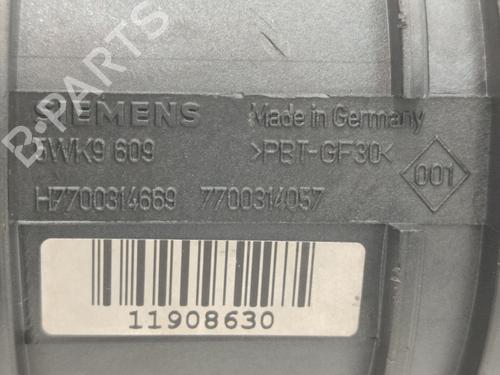 SIEMENS Made in Germany
5WK9 609 >PBT-GF30<
001
H7700314669 7700314057
11908630
B-PARTS